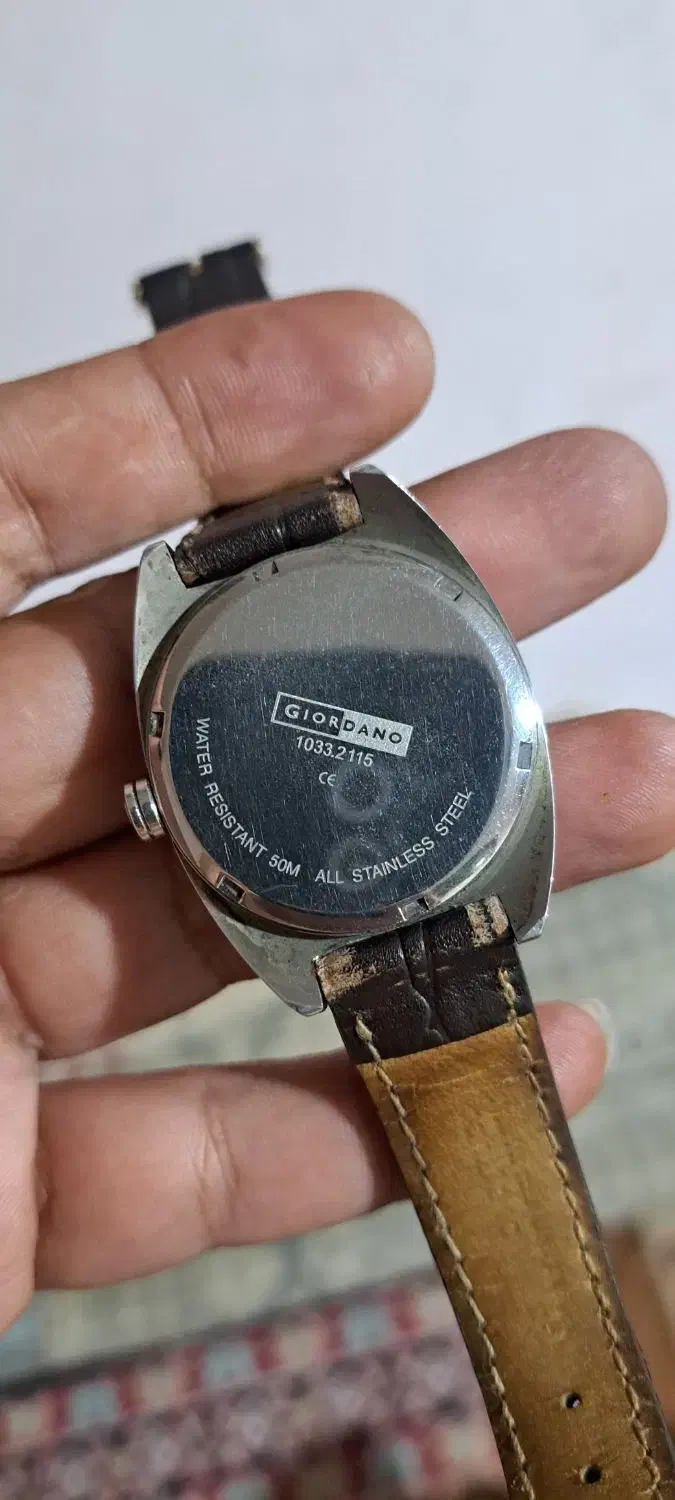 GIORDANO
1033.2115
CE
WATER RESISTANT 50M ALL STAINLESS STEEL